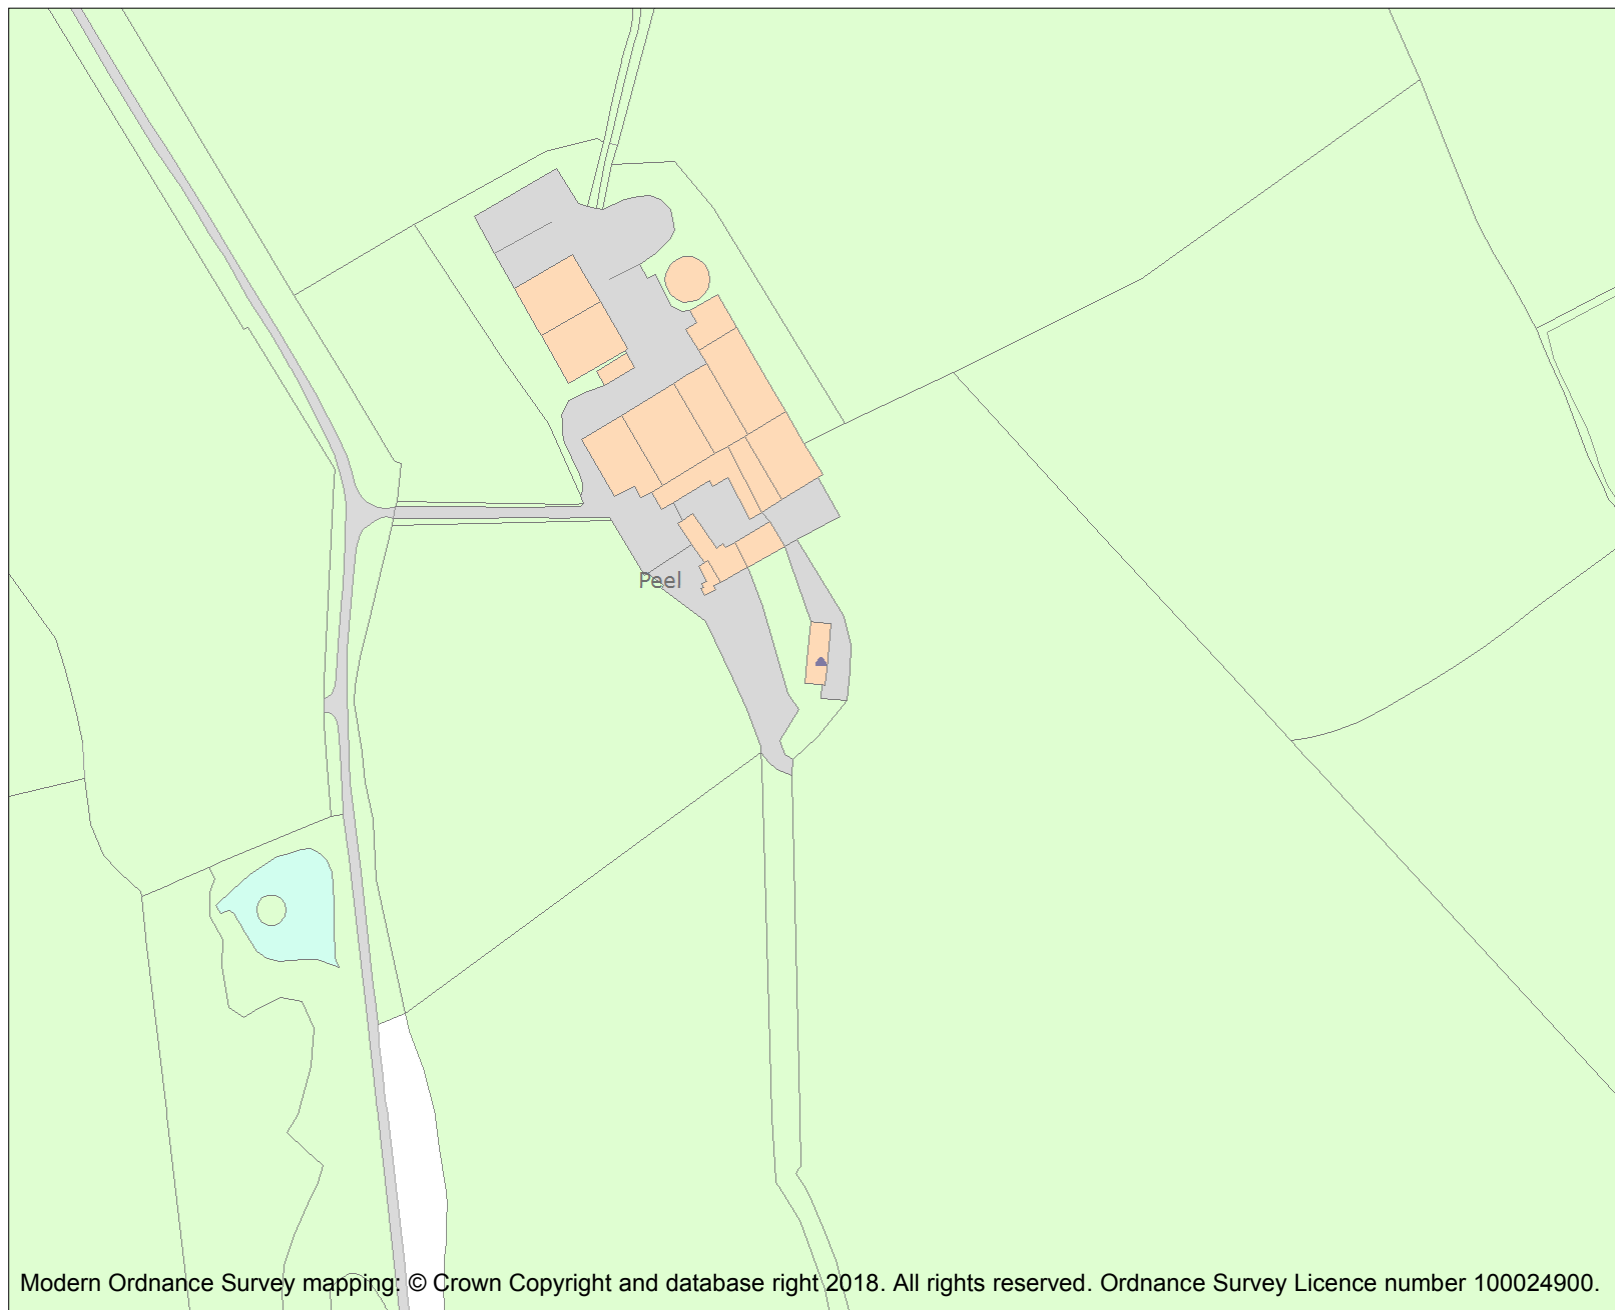 Peel
Modern Ordnance Survey mapping: © Crown Copyright and database right 2018. All rights reserved. Ordnance Survey Licence number 100024900.